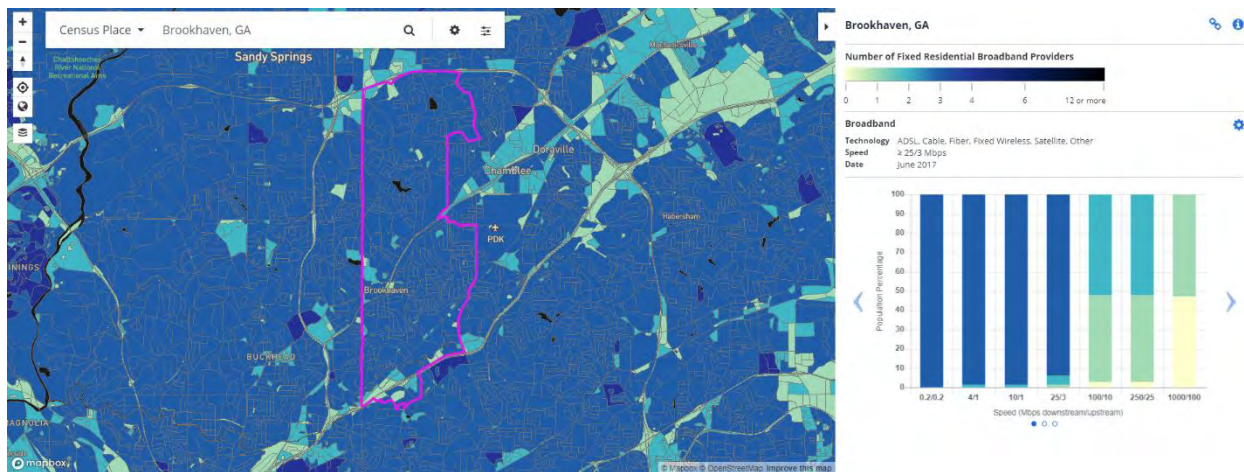 Census Place
Brookhaven, GA
Sandy Springs
Chattahoochee
River National
Recreational Area
Doraville
Chamblee
PDK
Habersham
Brookhaven
BUCKHEAD
ININGS
MAGNOLIA
mapbox
© Mapbox © OpenStreetMap Improve this map
Brookhaven, GA
Number of Fixed Residential Broadband Providers
0 1 2 3 4 6 12 or more
Broadband
Technology ADSL, Cable, Fiber, Fixed Wireless, Satellite, Other
Speed ≥ 25/3 Mbps
Date June 2017
Population Percentage
100
90
80
70
60
50
40
30
20
10
0
0.2/0.2 4/1 10/1 25/3 100/10 250/25 1000/100
Speed (Mbps downstream/upstream)